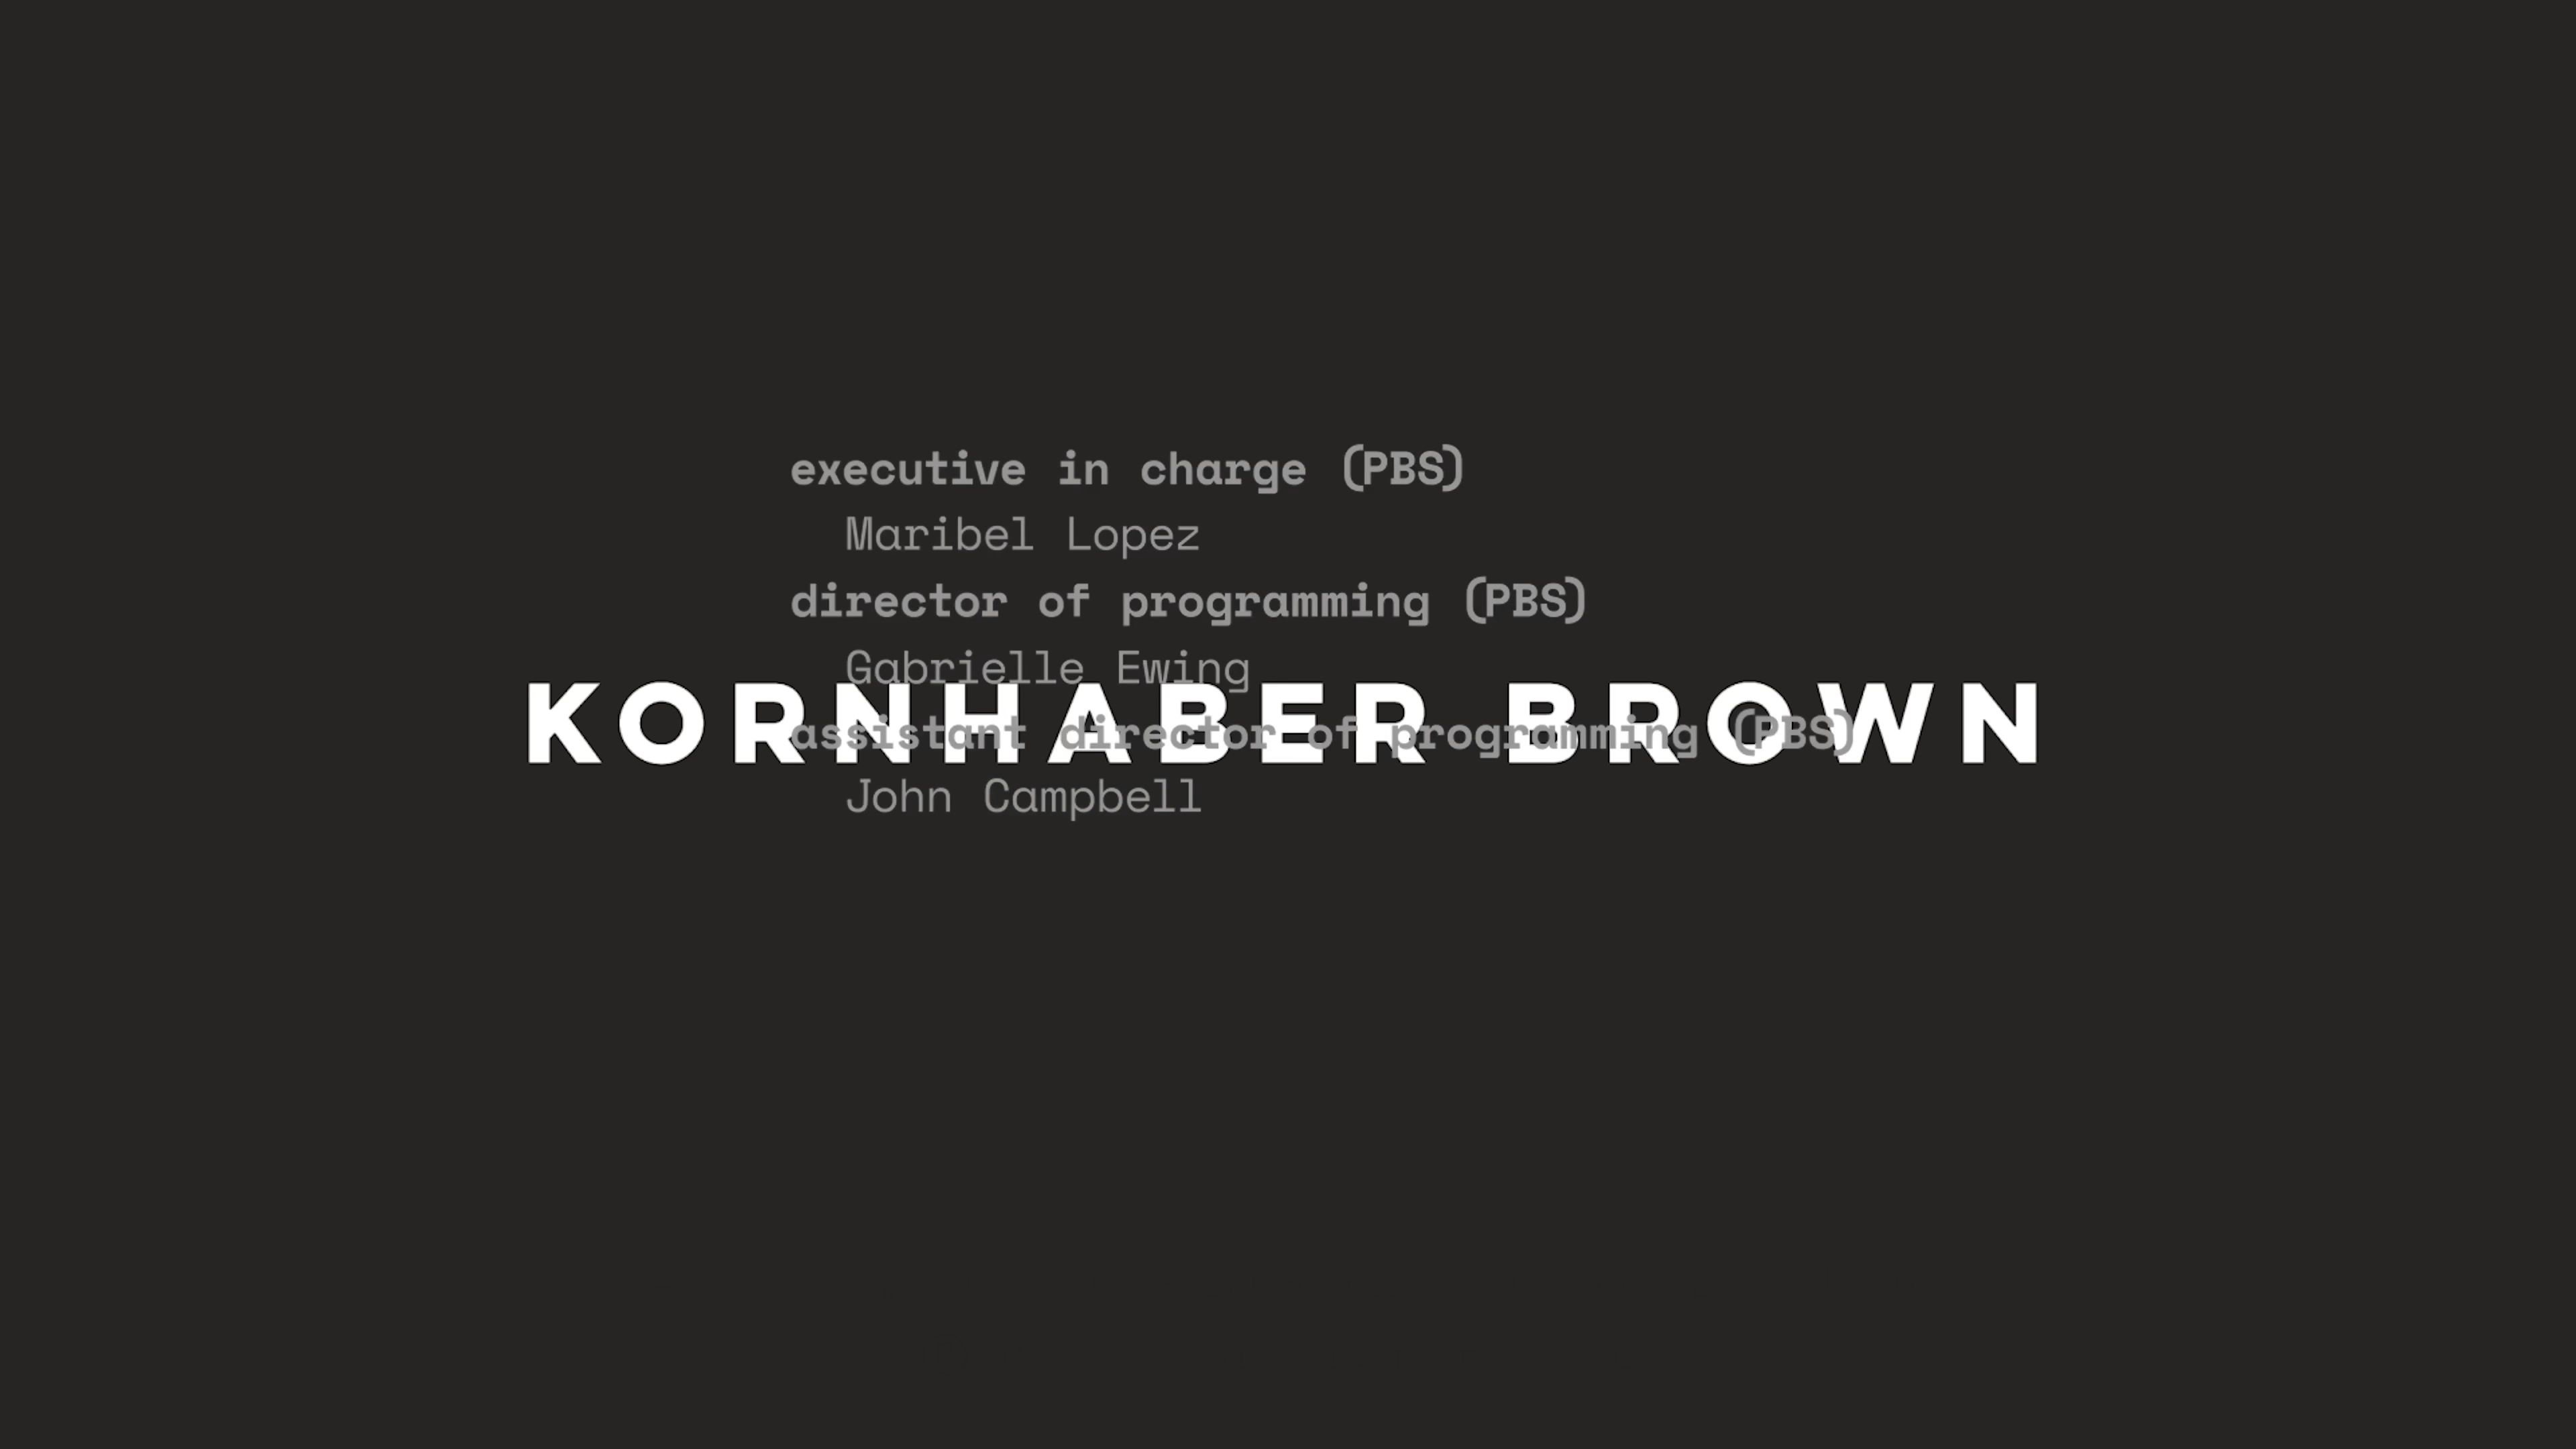 executive in charge (PBS)
Maribel Lopez
director of programming (PBS)
Gabrielle Ewing
KORNHABER BROWN
assistant director of programming (PBS)
John Campbell